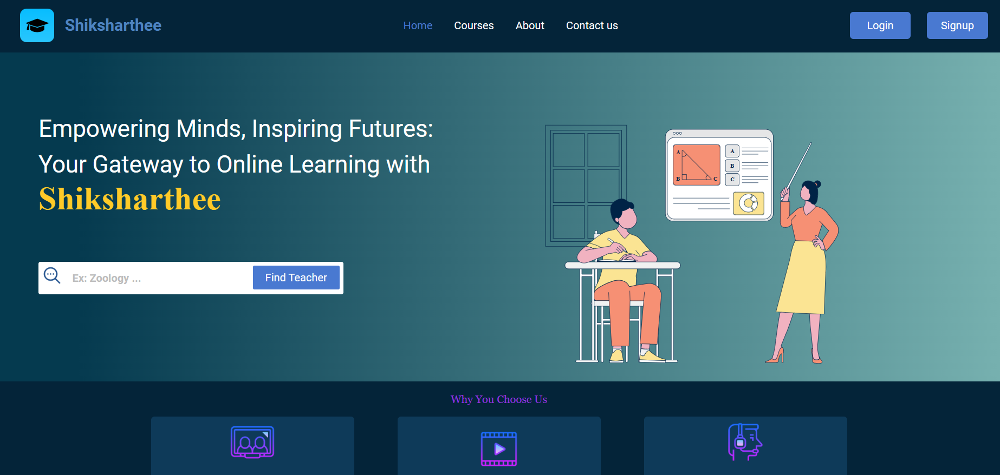 Shiksharthee
Home Courses About Contact us
Login Signup
Empowering Minds, Inspiring Futures:
Your Gateway to Online Learning with
Shiksharthee
Ex: Zoology ...
Find Teacher
A
B
C
A
B
C
Why You Choose Us